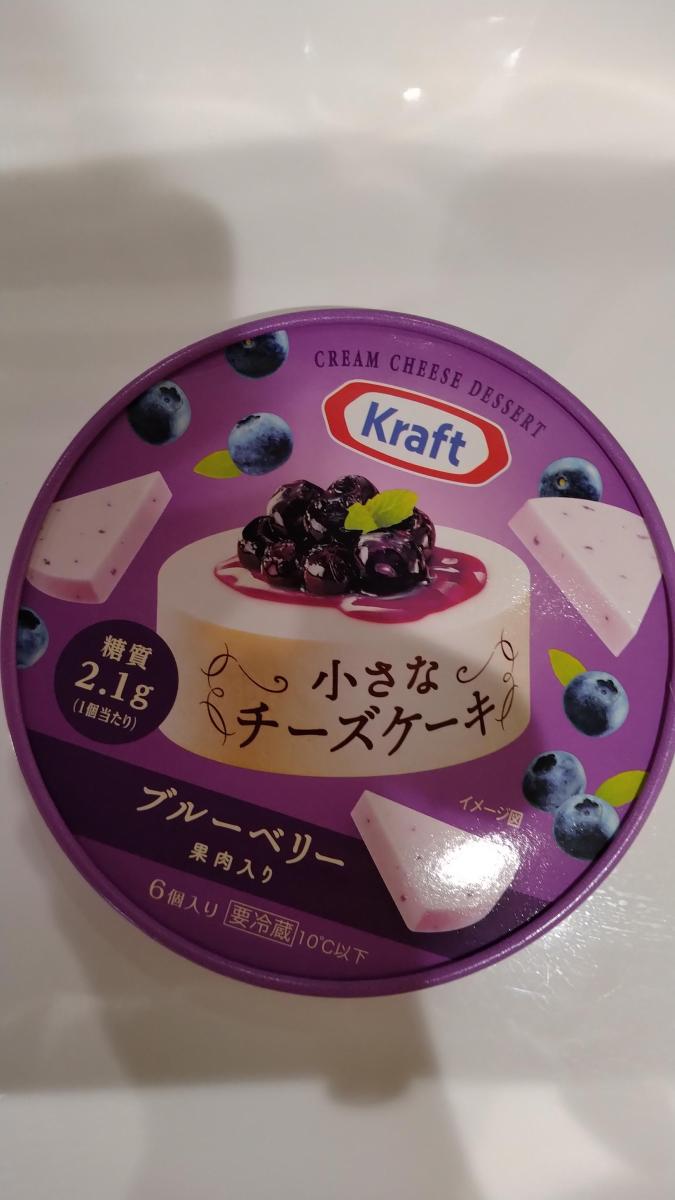 CREAM CHEESE DESSERT
Kraft
小さな
チーズケーキ
糖質
2.1g
(1個当たり)
イメージ図
ブルーベリー
果肉入り
6個入り 要冷蔵 10℃以下